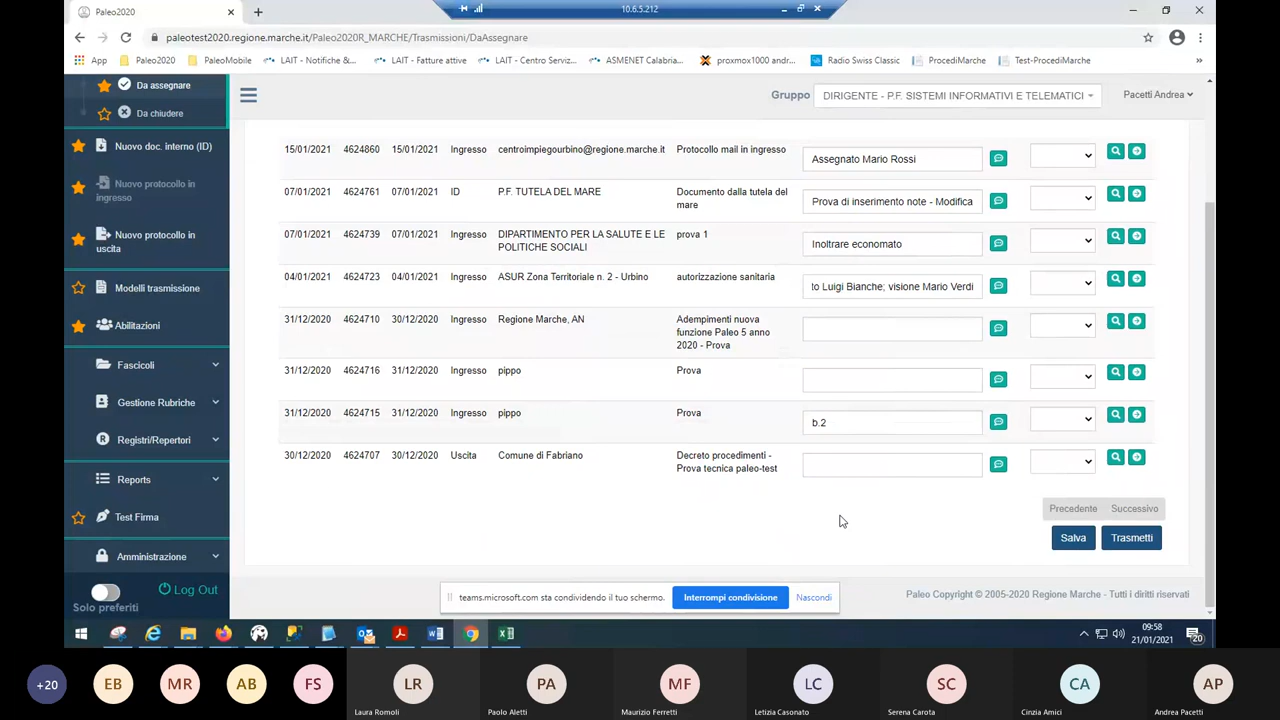 Paleo2020
10.6.5.212
paleotest2020.regione.marche.it/Paleo2020R_MARCHE/Trasmissioni/DaAssegnare
App Paleo2020 PaleoMobile LAIT - Notifiche &... LAIT - Fatture attive LAIT - Centro Serviz... ASMENET Calabria... proxmox1000 andr... Radio Swiss Classic ProcediMarche Test-ProcediMarche
Da assegnare
Da chiudere
Nuovo doc. interno (ID)
Nuovo protocollo in
ingresso
Nuovo protocollo in
uscita
Modelli trasmissione
Abilitazioni
Fascicoli
Gestione Rubriche
Registri/Repertori
Reports
Test Firma
Amministrazione
Log Out
Solo preferiti
Gruppo DIRIGENTE - P.F. SISTEMI INFORMATIVI E TELEMATICI Pacetti Andrea
15/01/2021 4624860 15/01/2021 Ingresso centroimpiegourbino@regione.marche.it Protocollo mail in ingresso Assegnato Mario Rossi
07/01/2021 4624761 07/01/2021 ID P.F. TUTELA DEL MARE Documento dalla tutela del
mare
Prova di inserimento note - Modifica
07/01/2021 4624739 07/01/2021 Ingresso DIPARTIMENTO PER LA SALUTE E LE
POLITICHE SOCIALI
prova 1
Inoltrare economato
04/01/2021 4624723 04/01/2021 Ingresso ASUR Zona Territoriale n. 2 - Urbino autorizzazione sanitaria
to Luigi Bianche; visione Mario Verdi
31/12/2020 4624710 30/12/2020 Ingresso Regione Marche, AN Adempimenti nuova
funzione Paleo 5 anno
2020 - Prova
31/12/2020 4624716 31/12/2020 Ingresso pippo Prova
31/12/2020 4624715 31/12/2020 Ingresso pippo Prova
b.2
30/12/2020 4624707 30/12/2020 Uscita Comune di Fabriano Decreto procedimenti -
Prova tecnica paleo-test
Precedente Successivo
Salva Trasmetti
teams.microsoft.com sta condividendo il tuo schermo. Interrompi condivisione Nascondi
Paleo Copyright © 2005-2020 Regione Marche - Tutti i diritti riservati
09:58
21/01/2021
20
+20 EB MR AB FS LR PA MF LC SC CA AP
Laura Romoli Paolo Aletti Maurizio Ferretti Letizia Casonato Serena Carota Cinzia Amici Andrea Pacetti